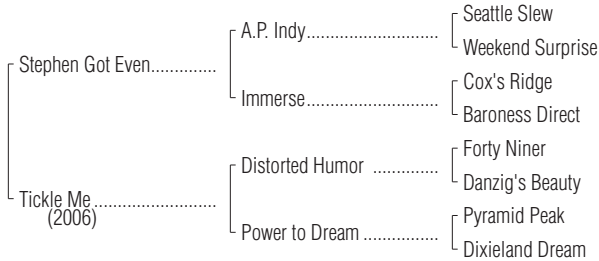 Seattle Slew
A.P. Indy...........................
Weekend Surprise
Stephen Got Even..............
Cox's Ridge
Immerse...........................
Baroness Direct
Forty Niner
Distorted Humor ..............
Danzig's Beauty
Tickle Me..........................
(2006)
Pyramid Peak
Power to Dream................
Dixieland Dream